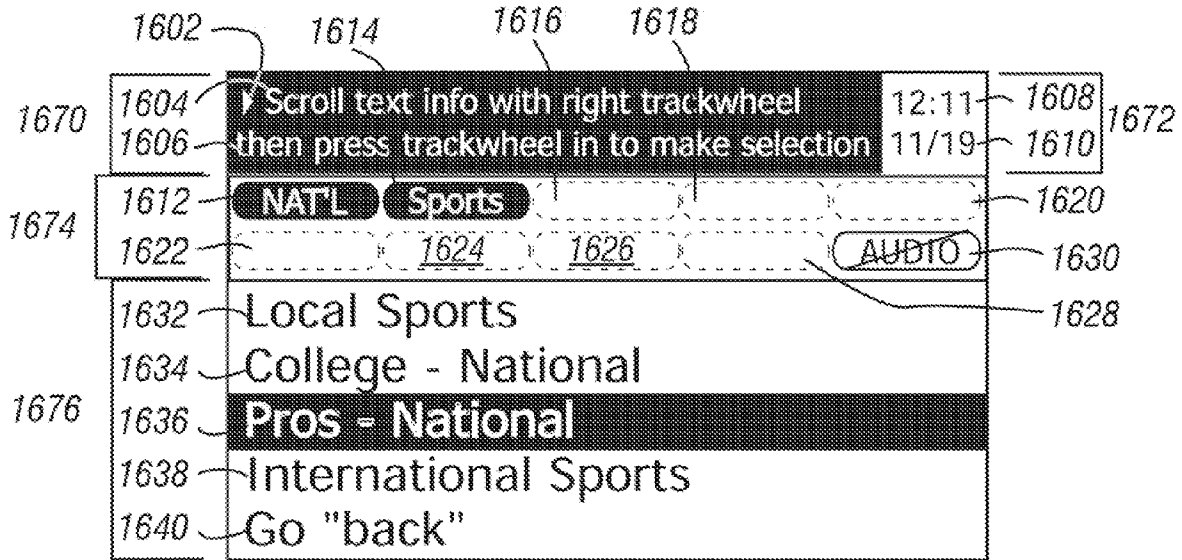 1602 1614 1616 1618
1670 1604 Scroll text info with right trackwheel 12:11 1608 1672
1606 then press trackwheel in to make selection 11/19 1610
1674 1612 NAT'L Sports 1620
1622 1624 1626 AUDIO 1630
1628
1632 Local Sports
1634 College - National
1676 1636 Pros - National
1638 International Sports
1640 Go "back"